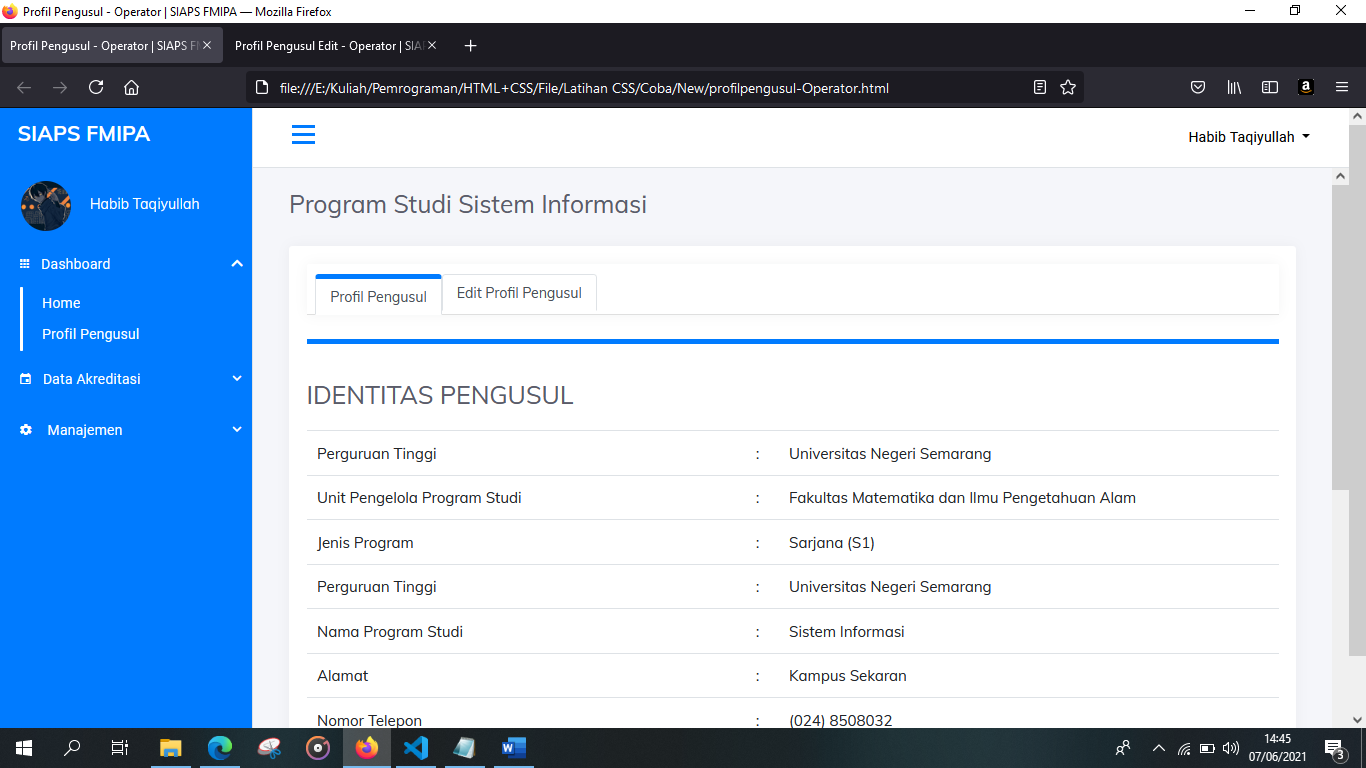 Profil Pengusul - Operator | SIAPS FMIPA — Mozilla Firefox
Profil Pengusul - Operator | SIAPS F
Profil Pengusul Edit - Operator | SIA
file:///E:/Kuliah/Pemrograman/HTML+CSS/File/Latihan CSS/Coba/New/profilpengusul-Operator.html
SIAPS FMIPA
Habib Taqiyullah
Habib Taqiyullah
Dashboard
Home
Profil Pengusul
Data Akreditasi
Manajemen
Program Studi Sistem Informasi
Profil Pengusul
Edit Profil Pengusul
IDENTITAS PENGUSUL
Perguruan Tinggi : Universitas Negeri Semarang
Unit Pengelola Program Studi : Fakultas Matematika dan Ilmu Pengetahuan Alam
Jenis Program : Sarjana (S1)
Perguruan Tinggi : Universitas Negeri Semarang
Nama Program Studi : Sistem Informasi
Alamat : Kampus Sekaran
Nomor Telepon : (024) 8508032
14:45
07/06/2021
3